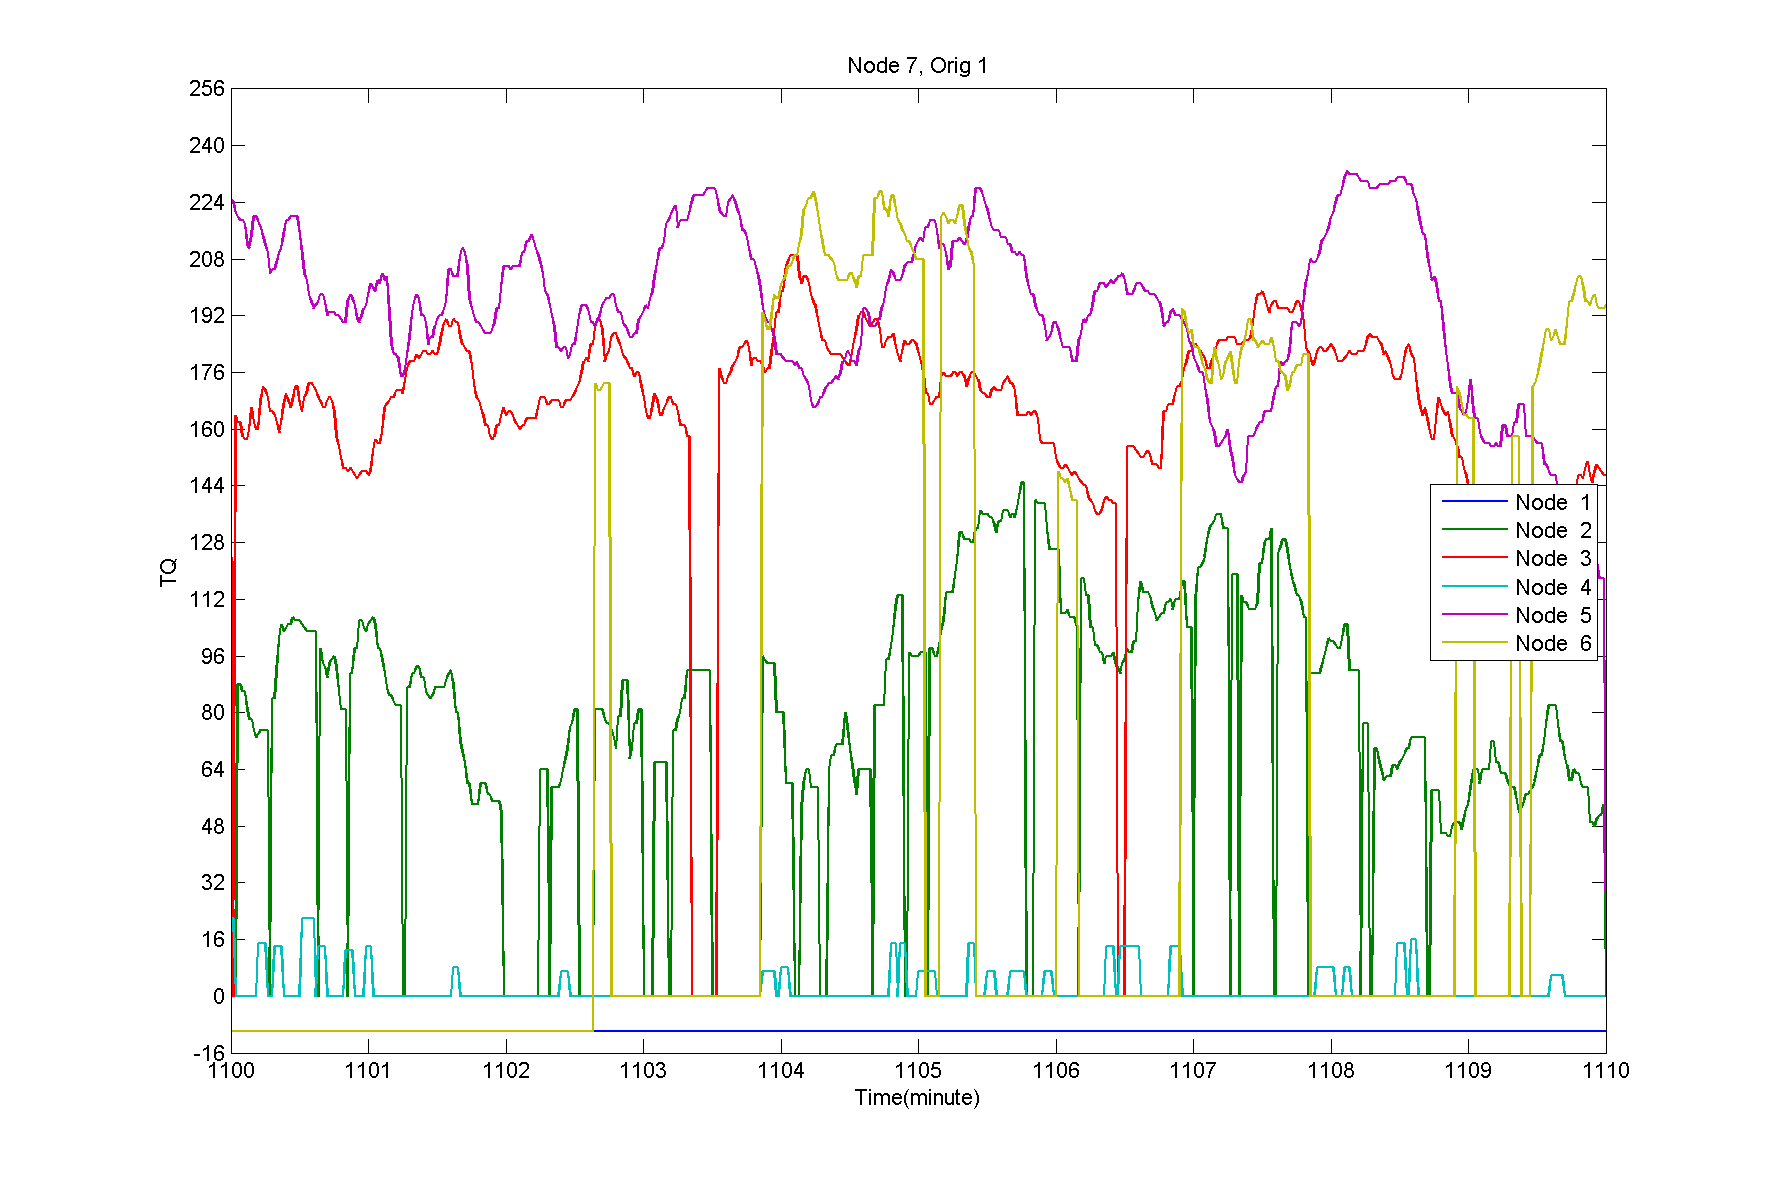 Node 7, Orig 1
256
240
224
208
192
176
160
144
128
112
96
80
64
48
32
16
0
-16
TQ
Node 1
Node 2
Node 3
Node 4
Node 5
Node 6
1100 1101 1102 1103 1104 1105 1106 1107 1108 1109 1110
Time(minute)